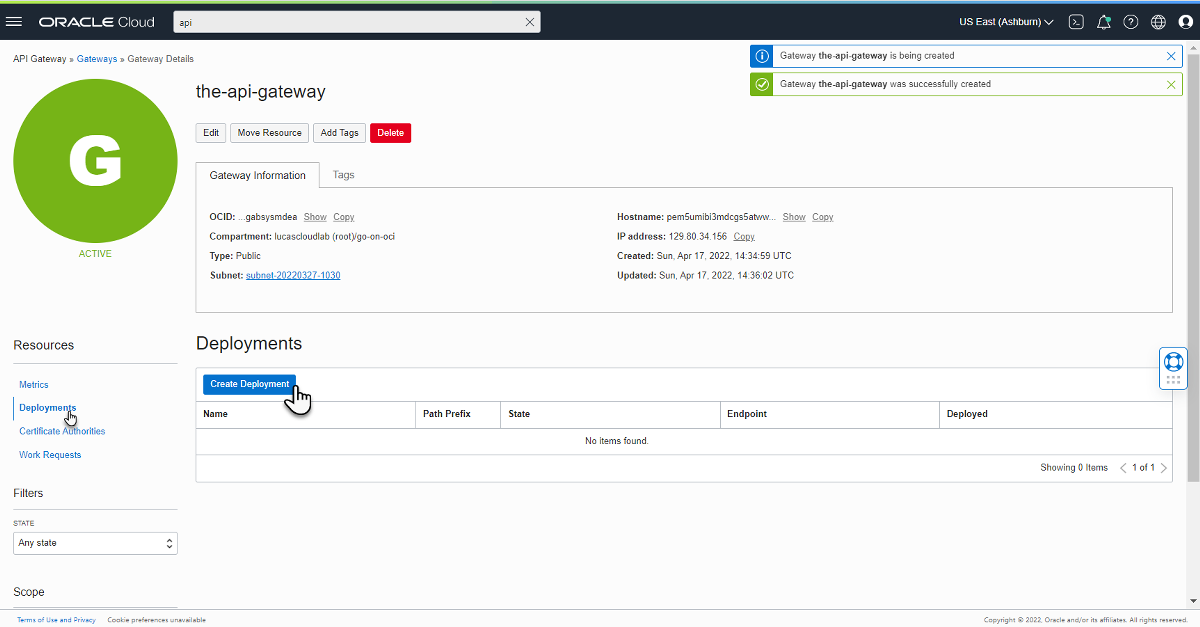 ORACLE Cloud
api
US East (Ashburn)
API Gateway » Gateways » Gateway Details
Gateway the-api-gateway is being created
Gateway the-api-gateway was successfully created
G
ACTIVE
the-api-gateway
Edit
Move Resource
Add Tags
Delete
Gateway Information
Tags
OCID: ...gabsysmdea Show Copy
Compartment: lucascloudlab (root)/go-on-oci
Type: Public
Subnet: subnet-20220327-1030
Hostname: pem5umibi3mdcgs5atww... Show Copy
IP address: 129.80.34.156 Copy
Created: Sun, Apr 17, 2022, 14:34:59 UTC
Updated: Sun, Apr 17, 2022, 14:36:02 UTC
Resources
Metrics
Deployments
Certificate Authorities
Work Requests
Filters
STATE
Any state
Scope
Deployments
Create Deployment
Name Path Prefix State Endpoint Deployed
No items found.
Showing 0 Items 1 of 1
Terms of Use and Privacy Cookie preferences unavailable
Copyright © 2022, Oracle and/or its affiliates. All rights reserved.